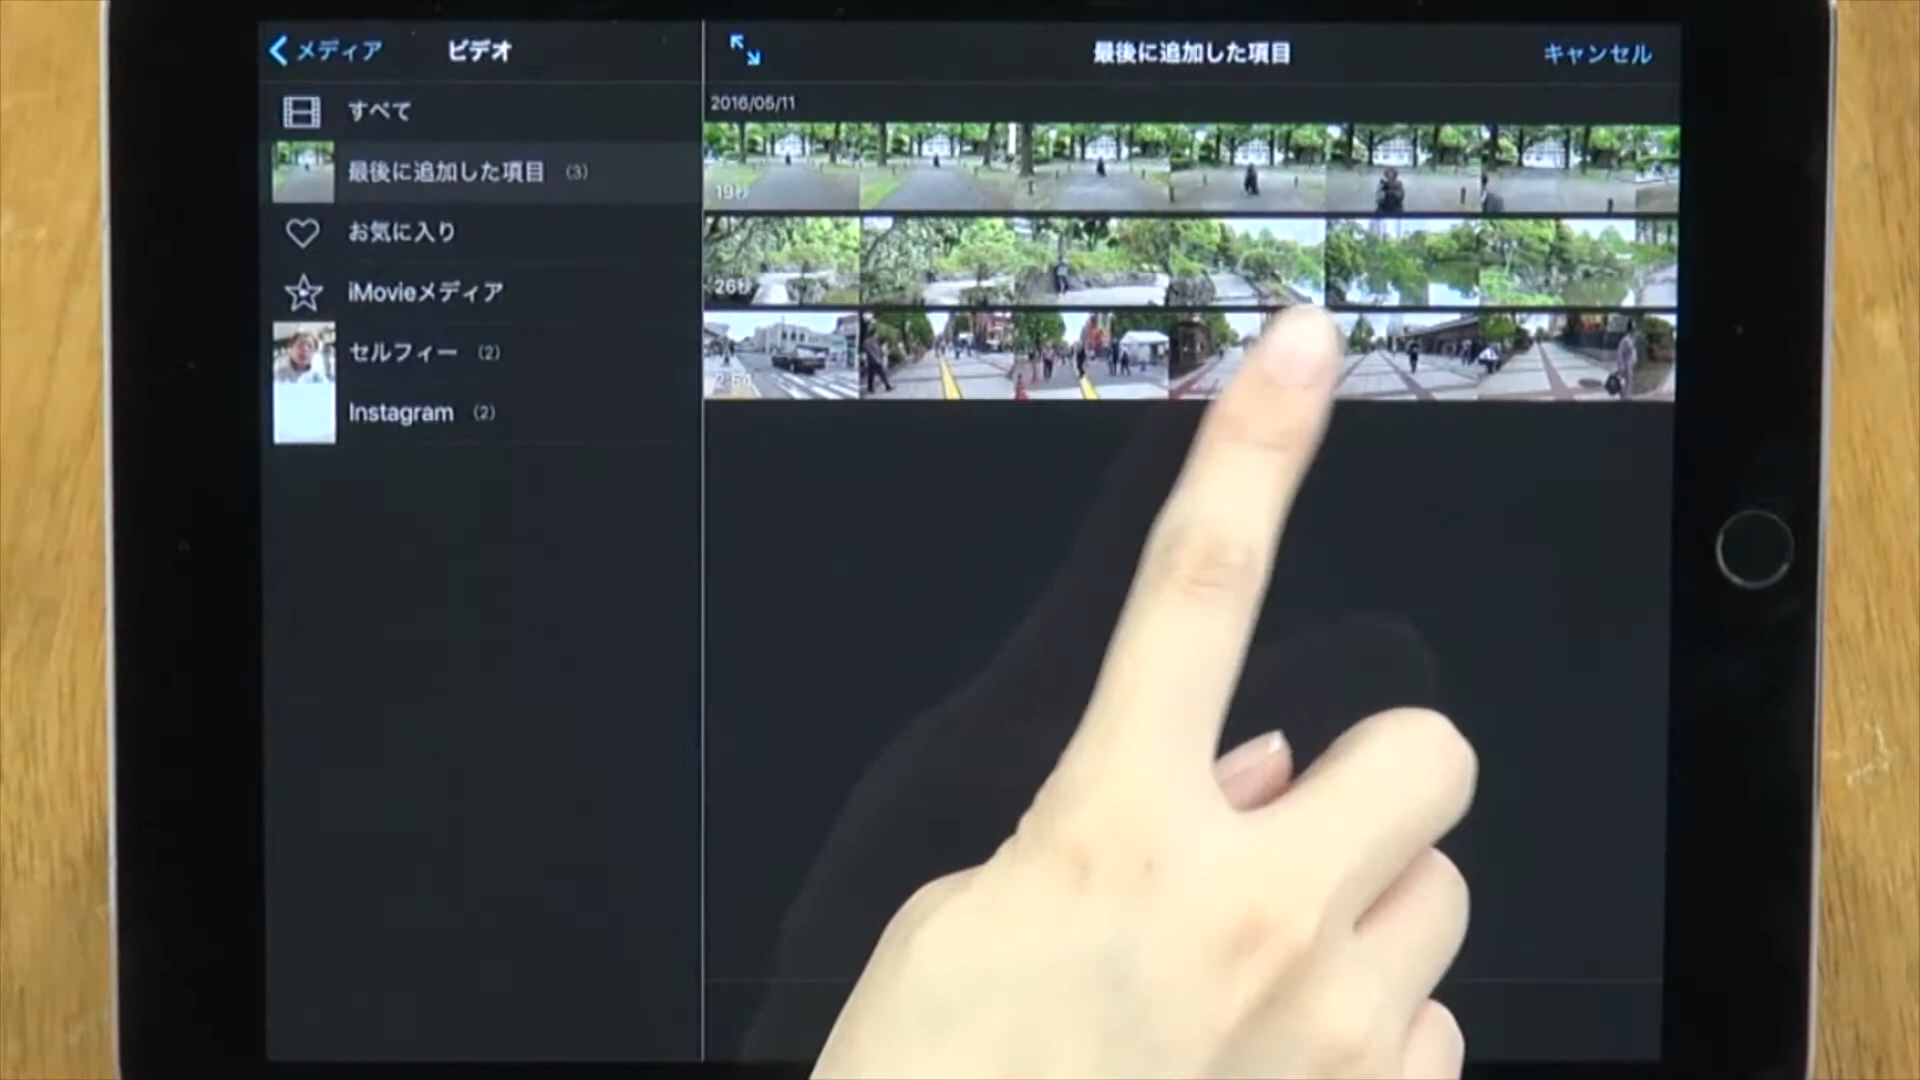 メディア
ビデオ
すべて
最後に追加した項目 (3)
お気に入り
iMovieメディア
セルフィー (2)
Instagram (2)
最後に追加した項目
キャンセル
2016/05/11
19秒
26秒